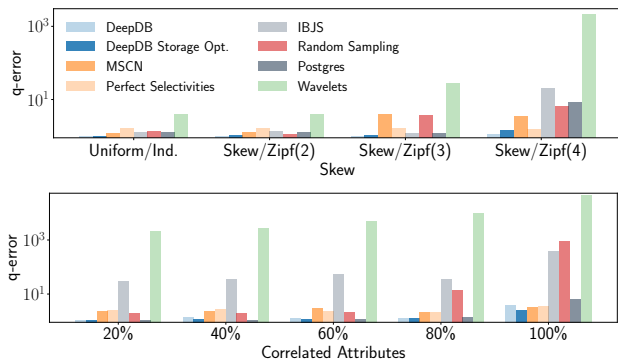 q-error
10³
10¹
DeepDB
DeepDB Storage Opt.
MSCN
Perfect Selectivities
IBJS
Random Sampling
Postgres
Wavelets
Uniform/Ind.
Skew/Zipf(2)
Skew/Zipf(3)
Skew/Zipf(4)
Skew
q-error
10³
10¹
20%
40%
60%
80%
100%
Correlated Attributes